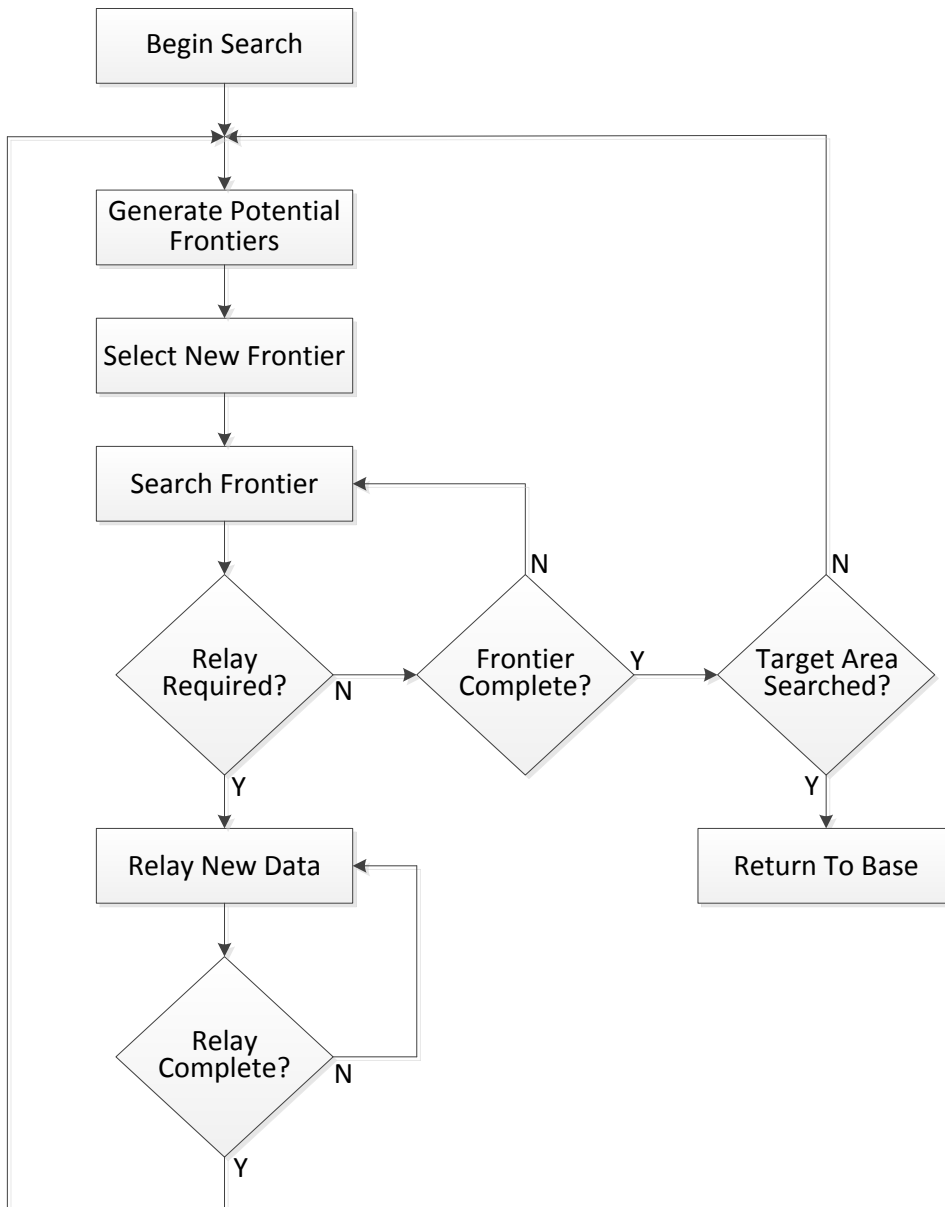 Begin Search
Generate Potential
Frontiers
Select New Frontier
Search Frontier
N
N
Relay
Required?
N
Frontier
Complete?
Y
Target Area
Searched?
Y
Y
Relay New Data
Return To Base
Relay
Complete?
N
Y